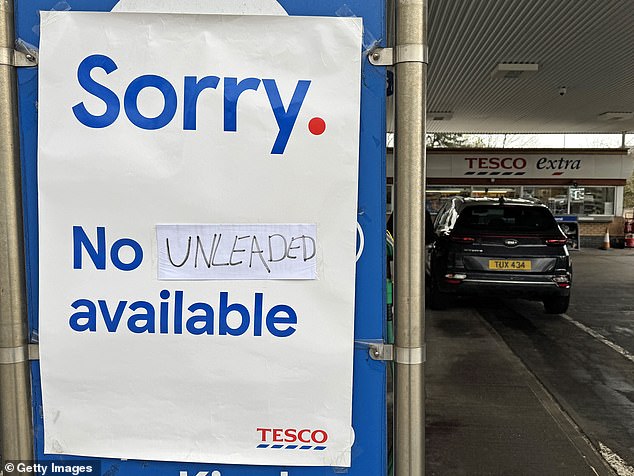 Sorry.
No UNLEADED
available
TESCO
TESCO extra
TUX 434
© Getty Images